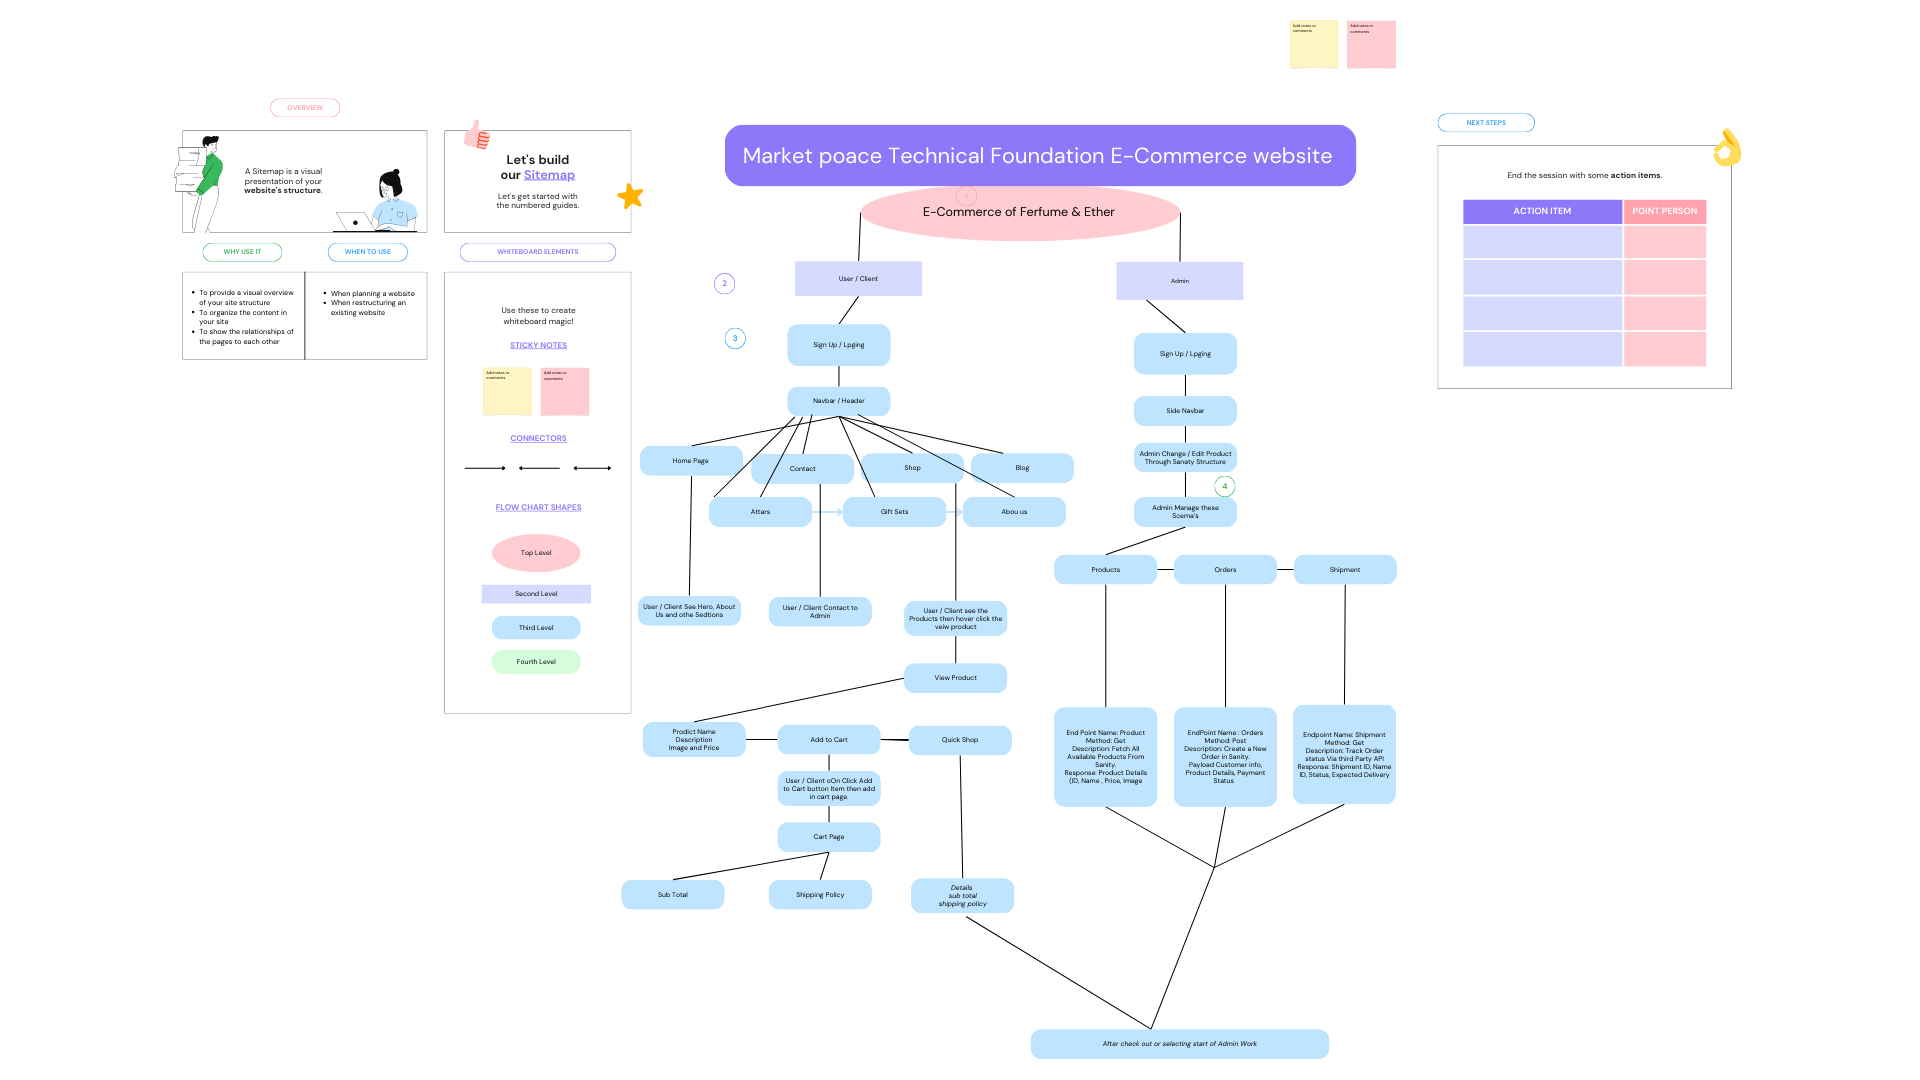 Add notes or
comments
Add notes or
comments
OVERVIEW
A Sitemap is a visual
presentation of your
website's structure.
WHY USE IT
WHEN TO USE
To provide a visual overview
of your site structure
To organize the content in
your site
To show the relationships of
the pages to each other
When planning a website
When restructuring an
existing website
Let's build
our Sitemap
Let's get started with
the numbered guides.
WHITEBOARD ELEMENTS
Use these to create
whiteboard magic!
STICKY NOTES
Add notes or
comments
Add notes or
comments
CONNECTORS
FLOW CHART SHAPES
Top Level
Second Level
Third Level
Fourth Level
Market poace Technical Foundation E-Commerce website
1
E-Commerce of Ferfume & Ether
2
User / Client
Admin
3
Sign Up / Lpging
Sign Up / Lpging
Navbar / Header
Side Navbar
Home Page
Contact
Shop
Blog
Admin Change / Edit Product
Through Sanaty Structure
4
Attars
Gift Sets
Abou us
Admin Manage these
Scema's
Products
Orders
Shipment
User / Client See Hero, About
Us and othe Sedtions
User / Client Contact to
Admin
User / Client see the
Products then hover click the
veiw product
View Product
Prodict Name
Description
Image and Price
Add to Cart
Quick Shop
User / Client oOn Click Add
to Cart button Item then add
in cart page.
Cart Page
Sub Total
Shipping Policy
Details
sub total
shipping policy
End Point Name: Product
Method: Get
Description: Fetch All
Available Products From
Sanity.
Response: Product Details
(ID, Name , Price, Image
EndPoint Name : Orders
Method: Post
Description: Create a New
Order in Sanity.
Payload Customer info,
Product Details, Payment
Status
Endpoint Name: Shipment
Method: Get
Description: Track Order
status Via third Party API
Response: Shipment ID, Name
ID, Status, Expected Delivery
After check out or selecting start of Admin Work
NEXT STEPS
End the session with some action items.
ACTION ITEM
POINT PERSON